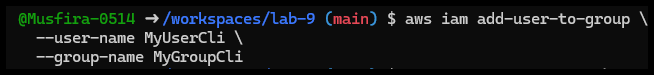 @Musfira-0514 ➜/workspaces/lab-9 (main) $ aws iam add-user-to-group \
--user-name MyUserCli \
--group-name MyGroupCli